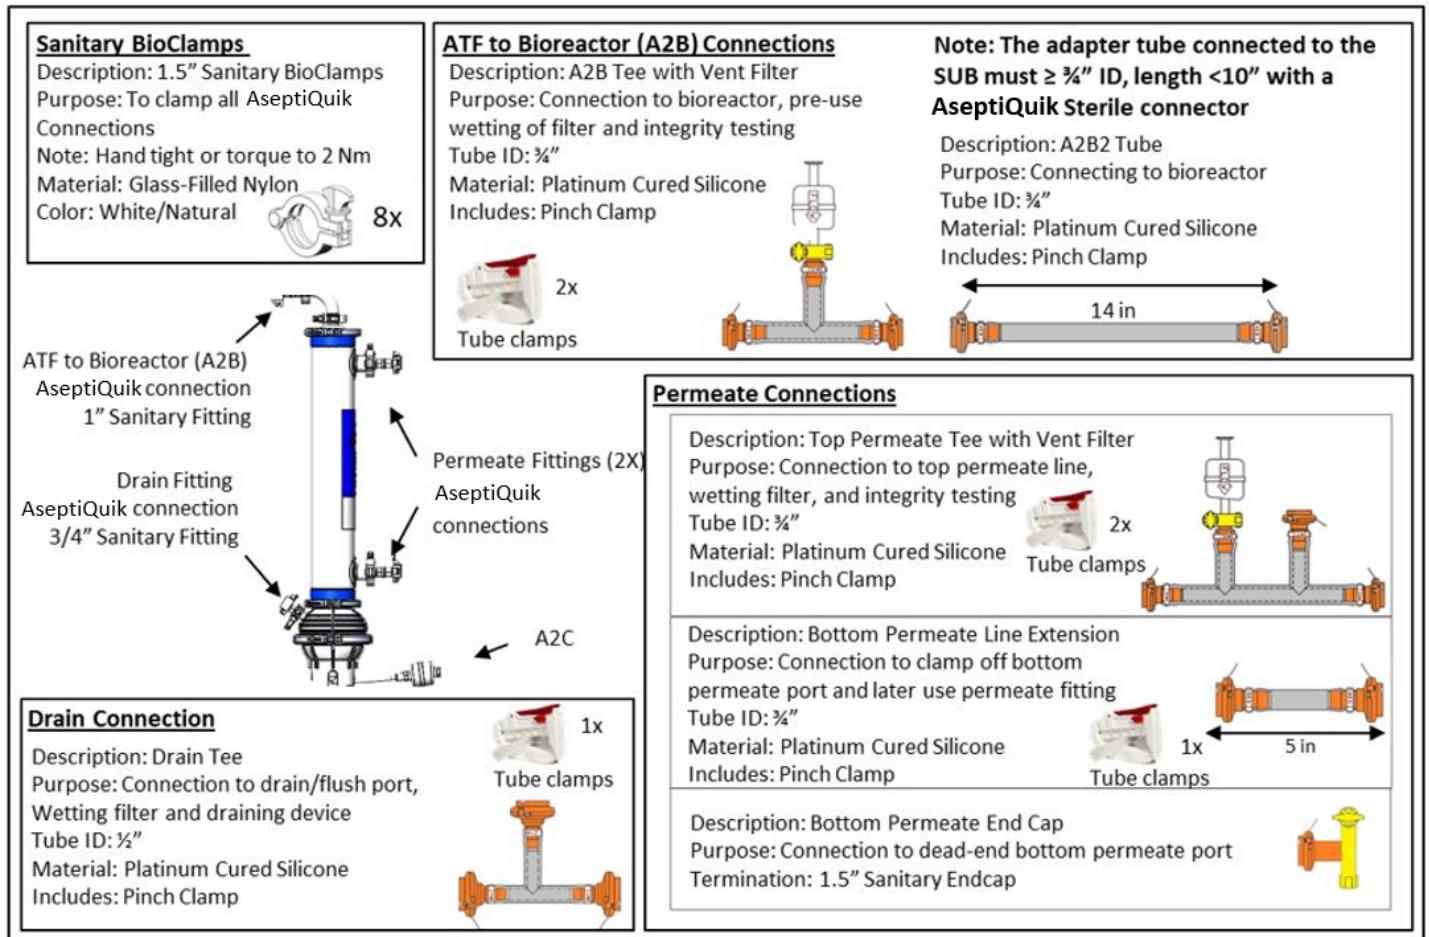 Sanitary BioClamps
Description: 1.5” Sanitary BioClamps
Purpose: To clamp all AseptiQuik
Connections
Note: Hand tight or torque to 2 Nm
Material: Glass-Filled Nylon
Color: White/Natural
8x
ATF to Bioreactor (A2B) Connections
Description: A2B Tee with Vent Filter
Purpose: Connection to bioreactor, pre-use
wetting of filter and integrity testing
Tube ID: ¾”
Material: Platinum Cured Silicone
Includes: Pinch Clamp
2x
Tube clamps
Note: The adapter tube connected to the
SUB must ≥ ¾” ID, length <10” with a
AseptiQuik Sterile connector
Description: A2B2 Tube
Purpose: Connecting to bioreactor
Tube ID: ¾”
Material: Platinum Cured Silicone
Includes: Pinch Clamp
14 in
ATF to Bioreactor (A2B)
AseptiQuik connection
1” Sanitary Fitting
Drain Fitting
AseptiQuik connection
3/4” Sanitary Fitting
Permeate Fittings (2X)
AseptiQuik
connections
A2C
Permeate Connections
Description: Top Permeate Tee with Vent Filter
Purpose: Connection to top permeate line,
wetting filter, and integrity testing
Tube ID: ¾”
Material: Platinum Cured Silicone
Includes: Pinch Clamp
2x
Tube clamps
Description: Bottom Permeate Line Extension
Purpose: Connection to clamp off bottom
permeate port and later use permeate fitting
Tube ID: ¾”
Material: Platinum Cured Silicone
Includes: Pinch Clamp
1x
Tube clamps
5 in
Description: Bottom Permeate End Cap
Purpose: Connection to dead-end bottom permeate port
Termination: 1.5” Sanitary Endcap
Drain Connection
Description: Drain Tee
Purpose: Connection to drain/flush port,
Wetting filter and draining device
Tube ID: ½”
Material: Platinum Cured Silicone
Includes: Pinch Clamp
1x
Tube clamps